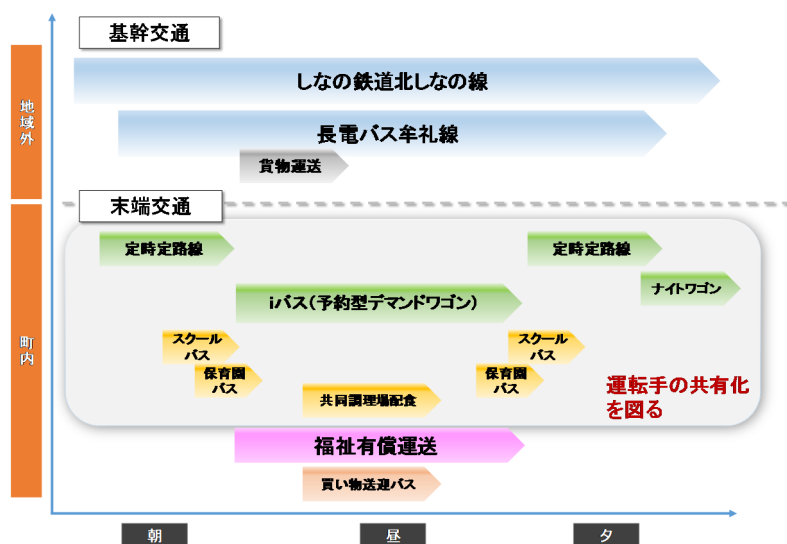 基幹交通
しなの鉄道北しなの線
長電バス牟礼線
貨物運送
地域外
末端交通
定時定路線
定時定路線
ナイトワゴン
iバス(予約型デマンドワゴン)
スクール
バス
スクール
バス
保育園
バス
保育園
バス
共同調理場配食
運転手の共有化
を図る
町内
福祉有償運送
買い物送迎バス
朝
昼
夕